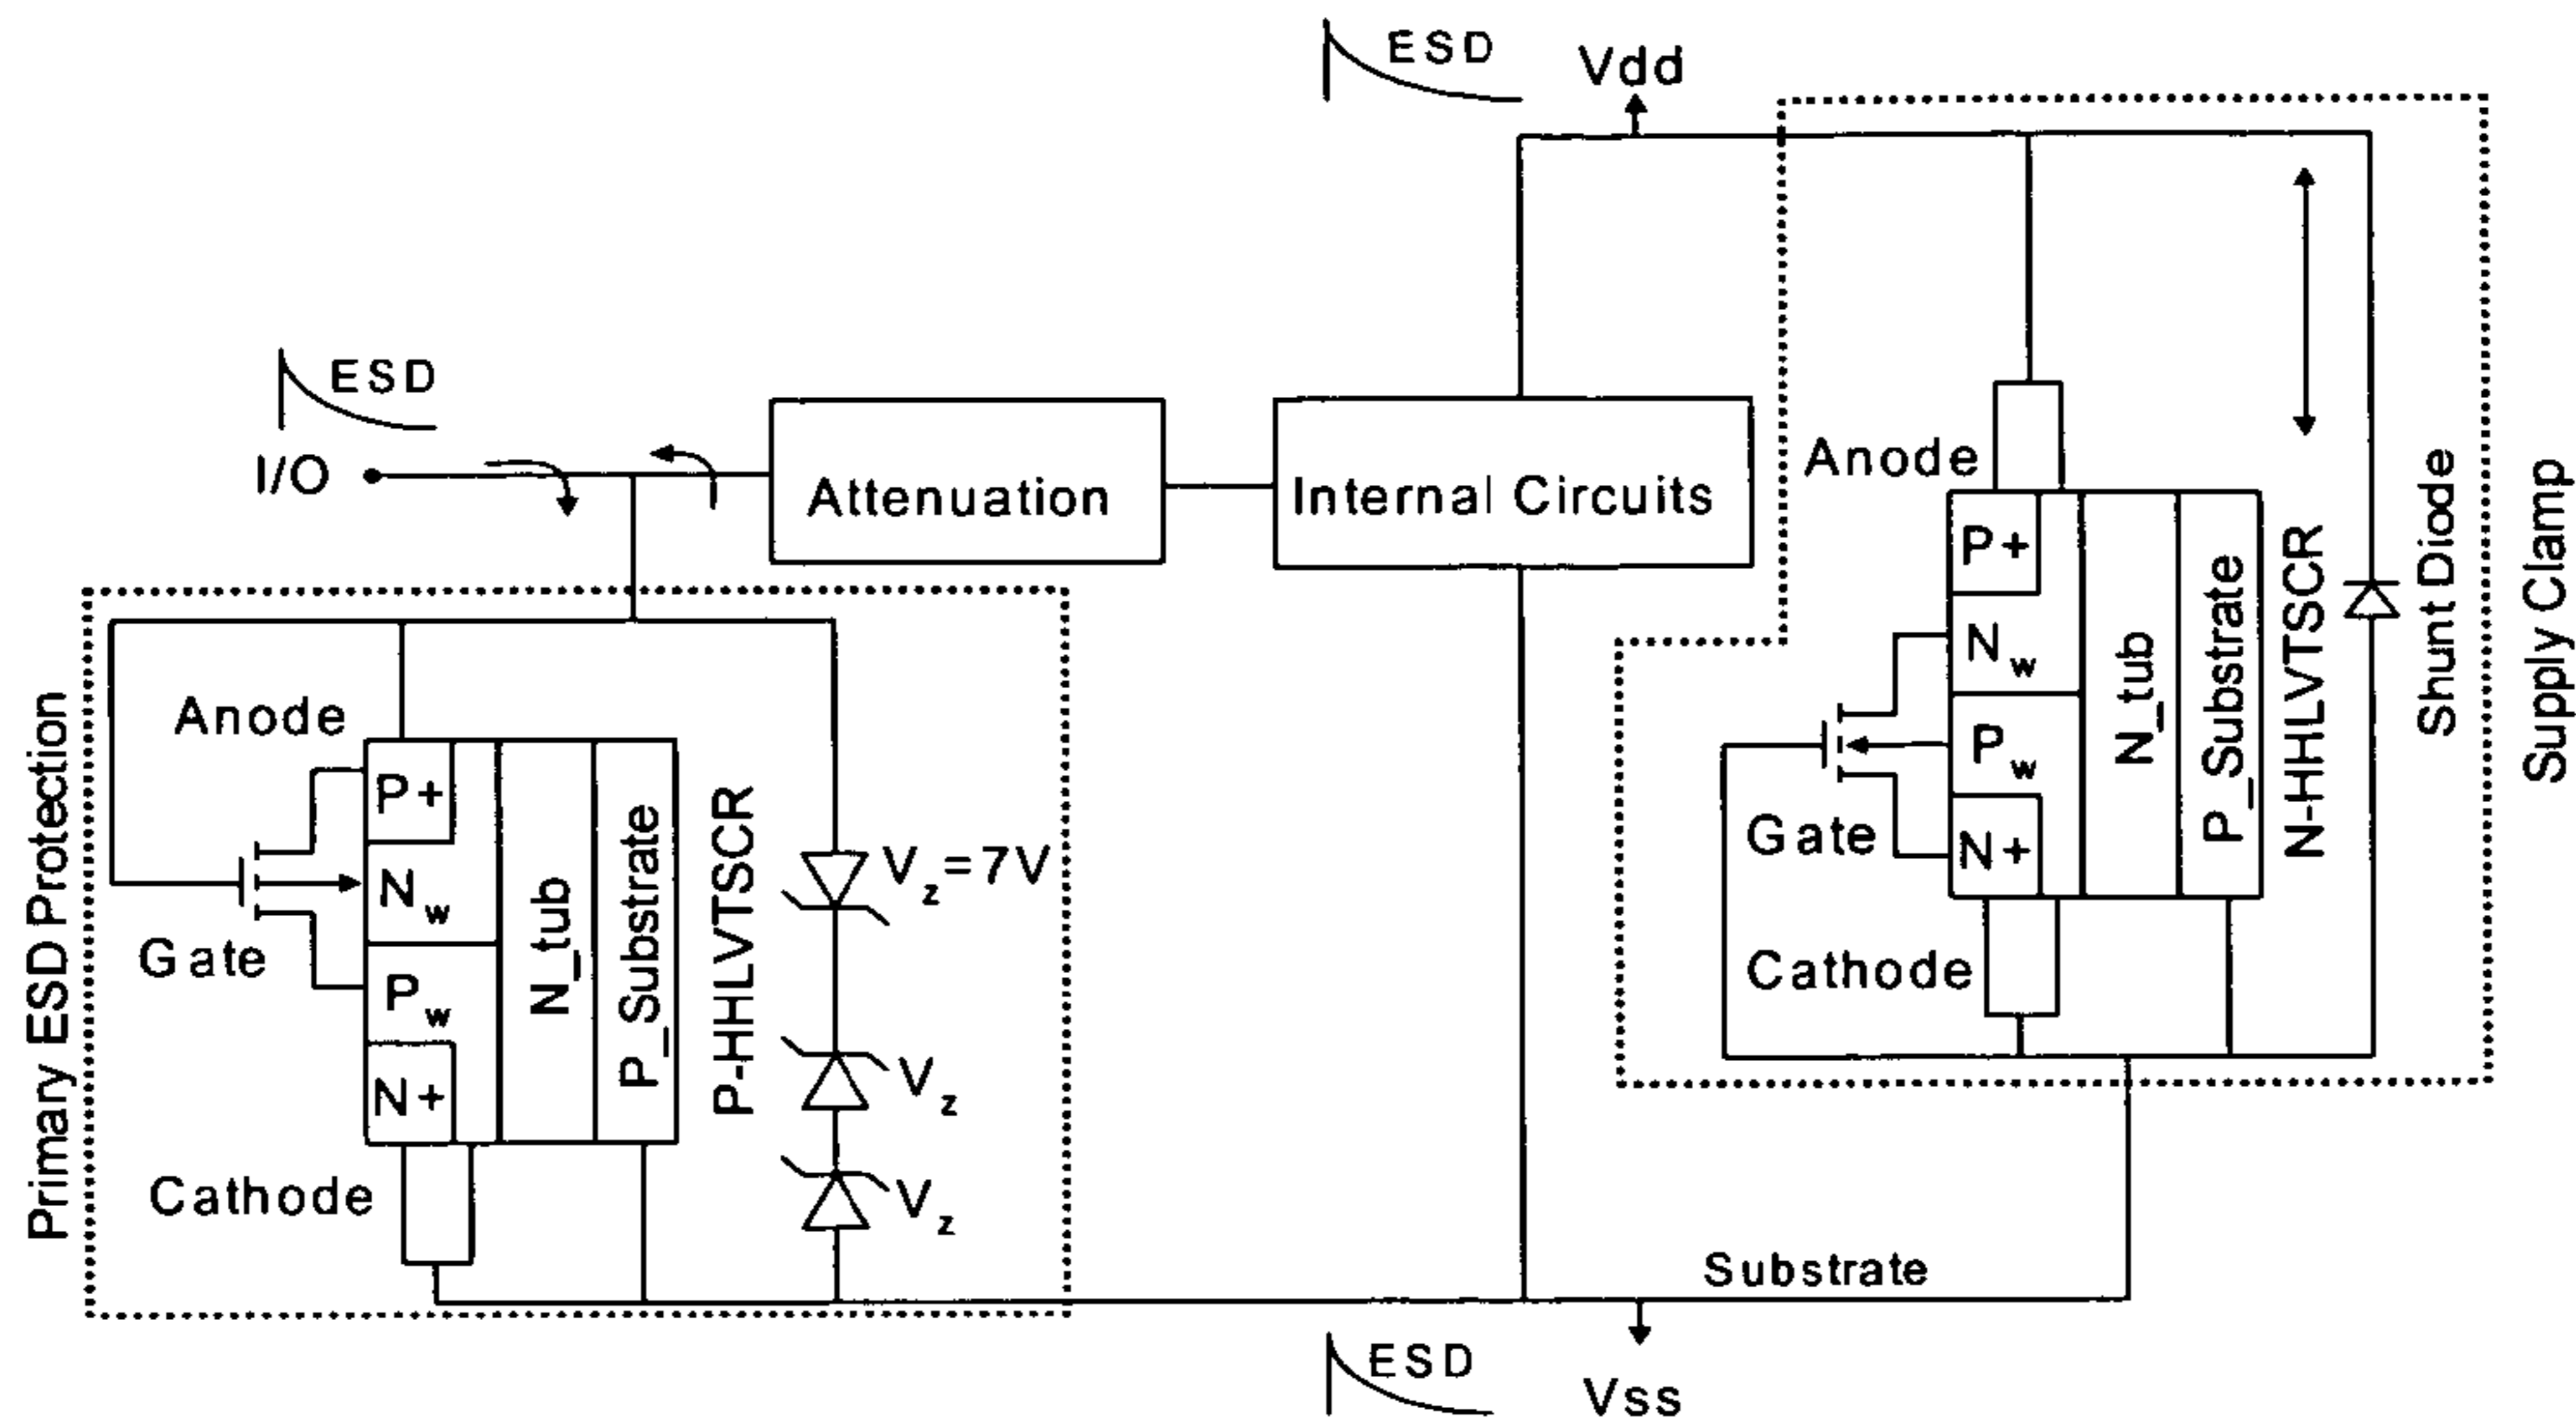 ESD
Vdd
ESD
I/O
Attenuation
Internal Circuits
Primary ESD Protection
Anode
P+
Nw
Pw
N+
Gate
Cathode
N_tub
P_Substrate
P-HHLVTSCR
Vz=7V
Vz
Vz
Anode
P+
Nw
Pw
N+
Gate
Cathode
N_tub
P_Substrate
N-HHLVTSCR
Shunt Diode
Supply Clamp
Substrate
ESD
Vss